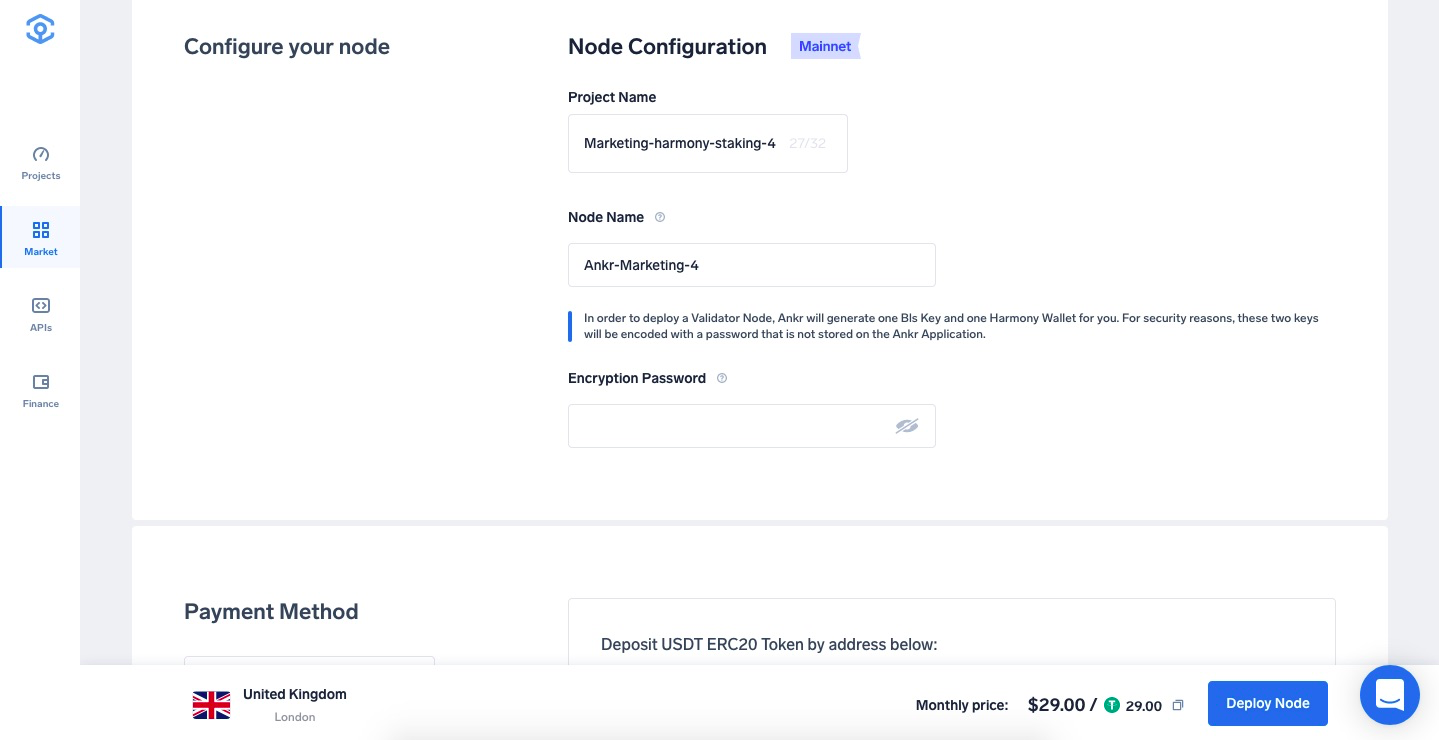 Configure your node
Node Configuration
Mainnet
Project Name
Marketing-harmony-staking-4 27/32
Projects
Node Name
Market
Ankr-Marketing-4
In order to deploy a Validator Node, Ankr will generate one Bls Key and one Harmony Wallet for you. For security reasons, these two keys
will be encoded with a password that is not stored on the Ankr Application.
APIs
Encryption Password
Finance
Payment Method
Deposit USDT ERC20 Token by address below:
United Kingdom
London
Monthly price: $29.00 / 29.00
Deploy Node